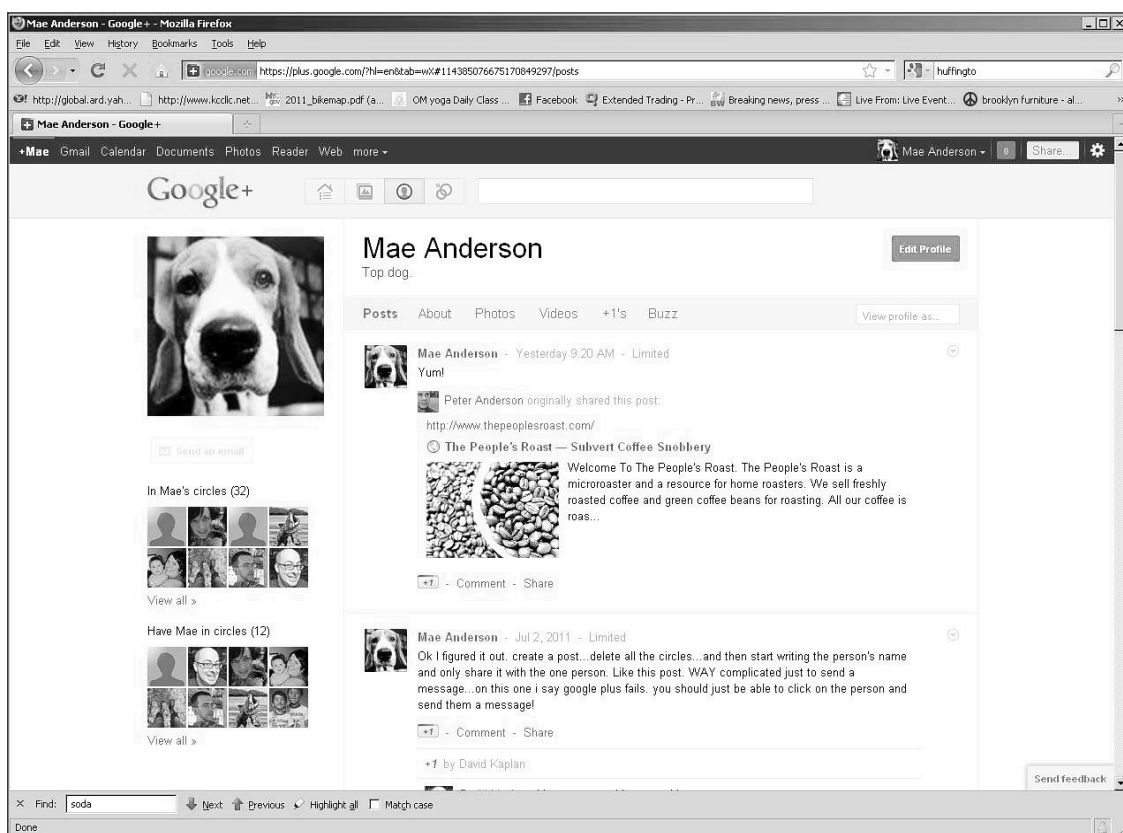 Mae Anderson - Google+ - Mozilla Firefox
File Edit View History Bookmarks Tools Help
google.com https://plus.google.com/?hl=en&tab=wX#114385076675170849297/posts
huffingto
http://global.ard.yah... http://www.kccllc.net... 2011_bikemap.pdf (a... OM yoga Daily Class ... Facebook Extended Trading - Pr... Breaking news, press ... Live From: Live Event... brooklyn furniture - al... »
Mae Anderson - Google+
+Mae Gmail Calendar Documents Photos Reader Web more
Mae Anderson 0 Share...
Google+
Mae Anderson
Edit Profile
Top dog.
Posts About Photos Videos +1's Buzz
View profile as...
Mae Anderson - Yesterday 9:20 AM - Limited
Yum!
Peter Anderson originally shared this post:
http://www.thepeoplesroast.com/
The People's Roast — Subvert Coffee Snobbery
Welcome To The People's Roast. The People's Roast is a
microroaster and a resource for home roasters. We sell freshly
roasted coffee and green coffee beans for roasting. All our coffee is
roas...
+1 - Comment - Share
Send an email
In Mae's circles (32)
View all »
Have Mae in circles (12)
View all »
Mae Anderson - Jul 2, 2011 - Limited
Ok I figured it out. create a post...delete all the circles...and then start writing the person's name
and only share it with the one person. Like this post. WAY complicated just to send a
message...on this one i say google plus fails. you should just be able to click on the person and
send them a message!
+1 - Comment - Share
+1 by David Kaplan
Send feedback
Find: soda Next Previous Highlight all Match case
Done